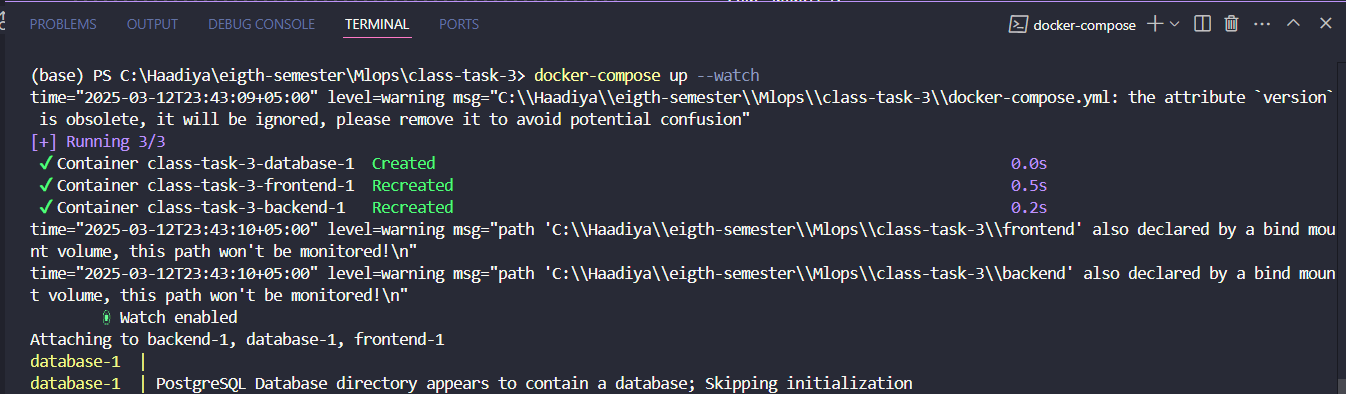 PROBLEMS OUTPUT DEBUG CONSOLE TERMINAL PORTS docker-compose
(base) PS C:\Haadiya\eigth-semester\Mlops\class-task-3> docker-compose up --watch
time="2025-03-12T23:43:09+05:00" level=warning msg="C:\\Haadiya\\eigth-semester\\Mlops\\class-task-3\\docker-compose.yml: the attribute `version`
is obsolete, it will be ignored, please remove it to avoid potential confusion"
[+] Running 3/3
✔ Container class-task-3-database-1 Created 0.0s
✔ Container class-task-3-frontend-1 Recreated 0.5s
✔ Container class-task-3-backend-1 Recreated 0.2s
time="2025-03-12T23:43:10+05:00" level=warning msg="path 'C:\\Haadiya\\eigth-semester\\Mlops\\class-task-3\\frontend' also declared by a bind mou
nt volume, this path won't be monitored!\n"
time="2025-03-12T23:43:10+05:00" level=warning msg="path 'C:\\Haadiya\\eigth-semester\\Mlops\\class-task-3\\backend' also declared by a bind moun
t volume, this path won't be monitored!\n"
Watch enabled
Attaching to backend-1, database-1, frontend-1
database-1 |
database-1 | PostgreSQL Database directory appears to contain a database; Skipping initialization